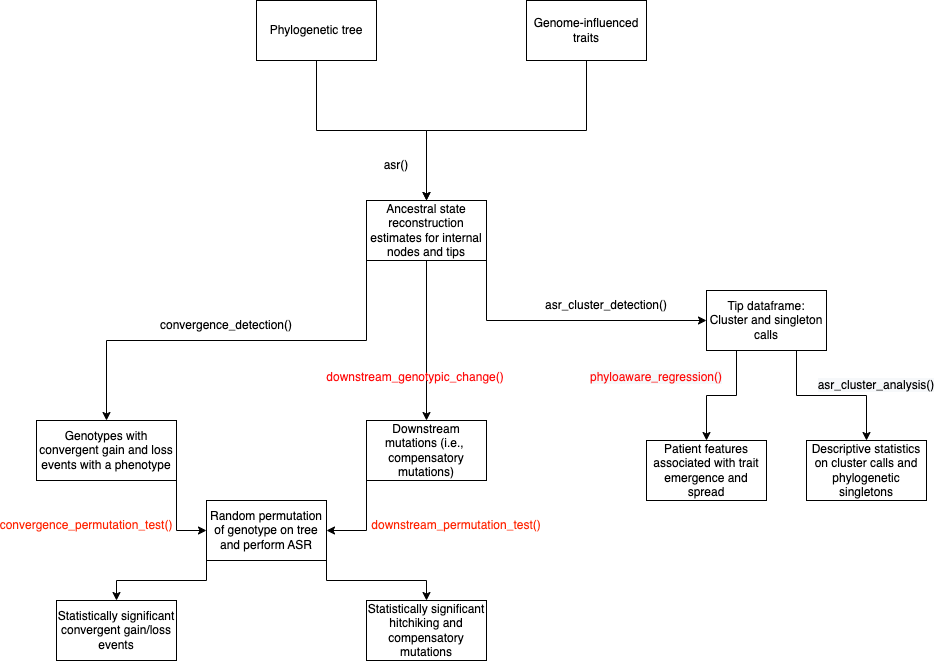 Phylogenetic tree
Genome-influenced
traits
asr()
Ancestral state
reconstruction
estimates for internal
nodes and tips
convergence_detection()
asr_cluster_detection()
Tip dataframe:
Cluster and singleton
calls
downstream_genotypic_change()
phyloaware_regression()
asr_cluster_analysis()
Genotypes with
convergent gain and loss
events with a phenotype
Downstream
mutations (i.e.,
compensatory
mutations)
Patient features
associated with trait
emergence and
spread
Descriptive statistics
on cluster calls and
phylogenetic
singletons
convergence_permutation_test()
Random permutation
of genotype on tree
and perform ASR
downstream_permutation_test()
Statistically significant
convergent gain/loss
events
Statistically significant
hitchiking and
compensatory
mutations